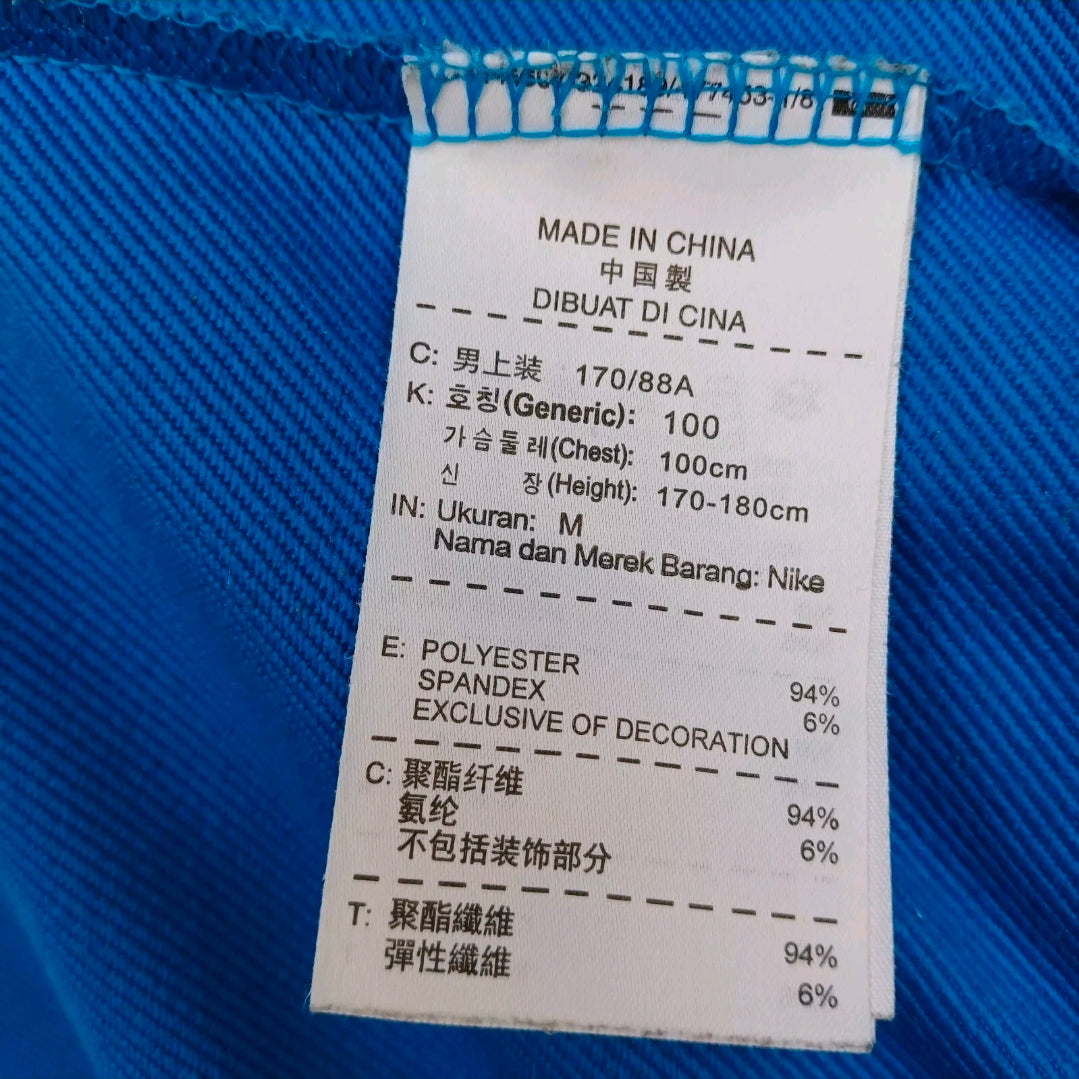 MADE IN CHINA
中国製
DIBUAT DI CINA
C: 男上装 170/88A
K: 호칭(Generic): 100
가슴둘레(Chest): 100cm
신 장(Height): 170-180cm
IN: Ukuran: M
Nama dan Merek Barang: Nike
E: POLYESTER 94%
SPANDEX 6%
EXCLUSIVE OF DECORATION
C: 聚酯纤维 94%
氨纶 6%
不包括装饰部分
T: 聚酯纖維 94%
彈性纖維 6%